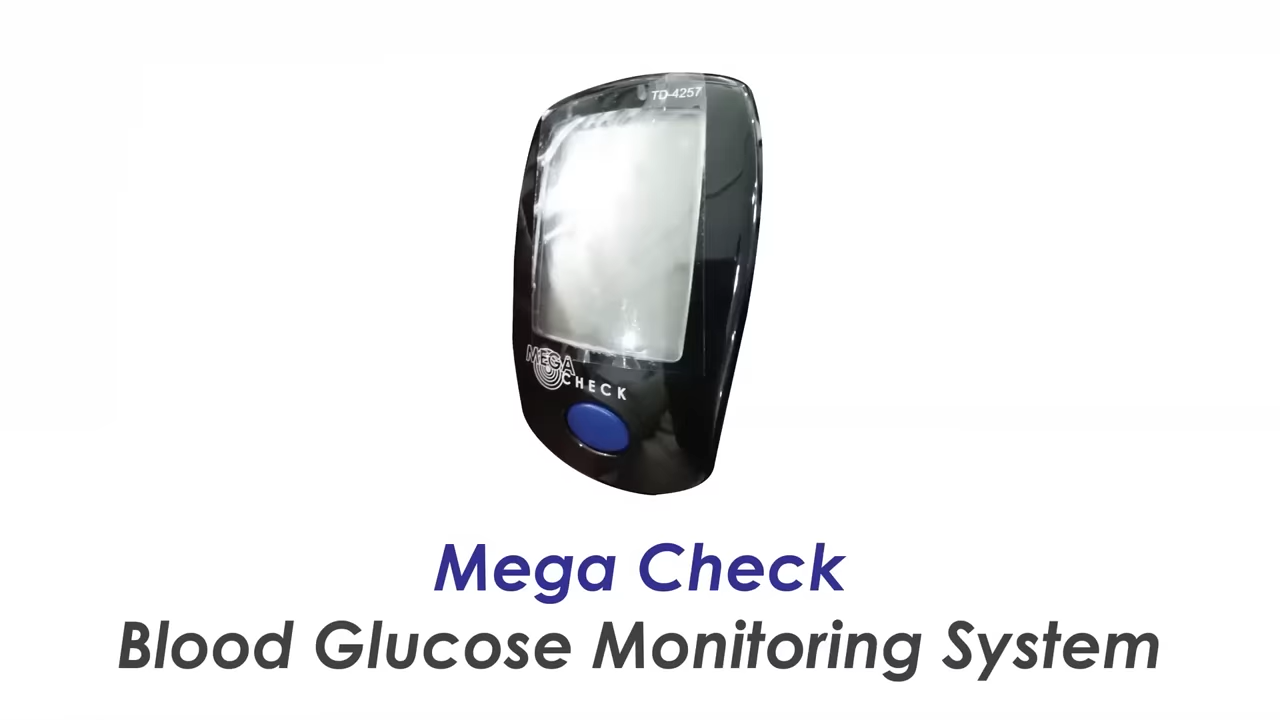 TD-4257
MEGA
CHECK
Mega Check
Blood Glucose Monitoring System